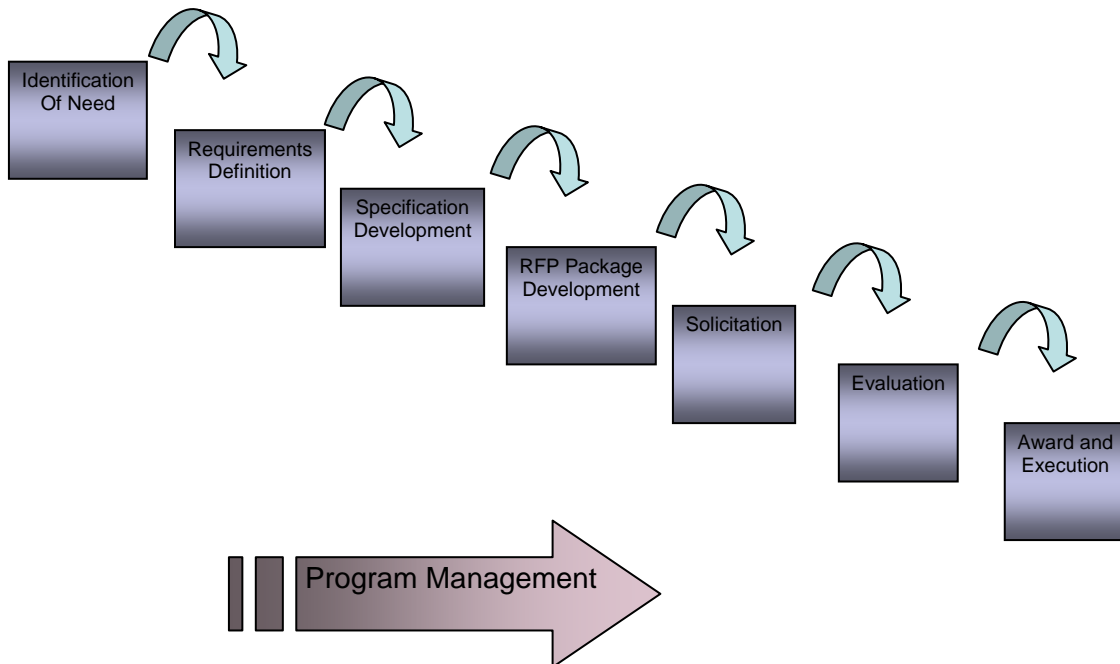 Identification
Of Need
Requirements
Definition
Specification
Development
RFP Package
Development
Solicitation
Evaluation
Award and
Execution
Program Management